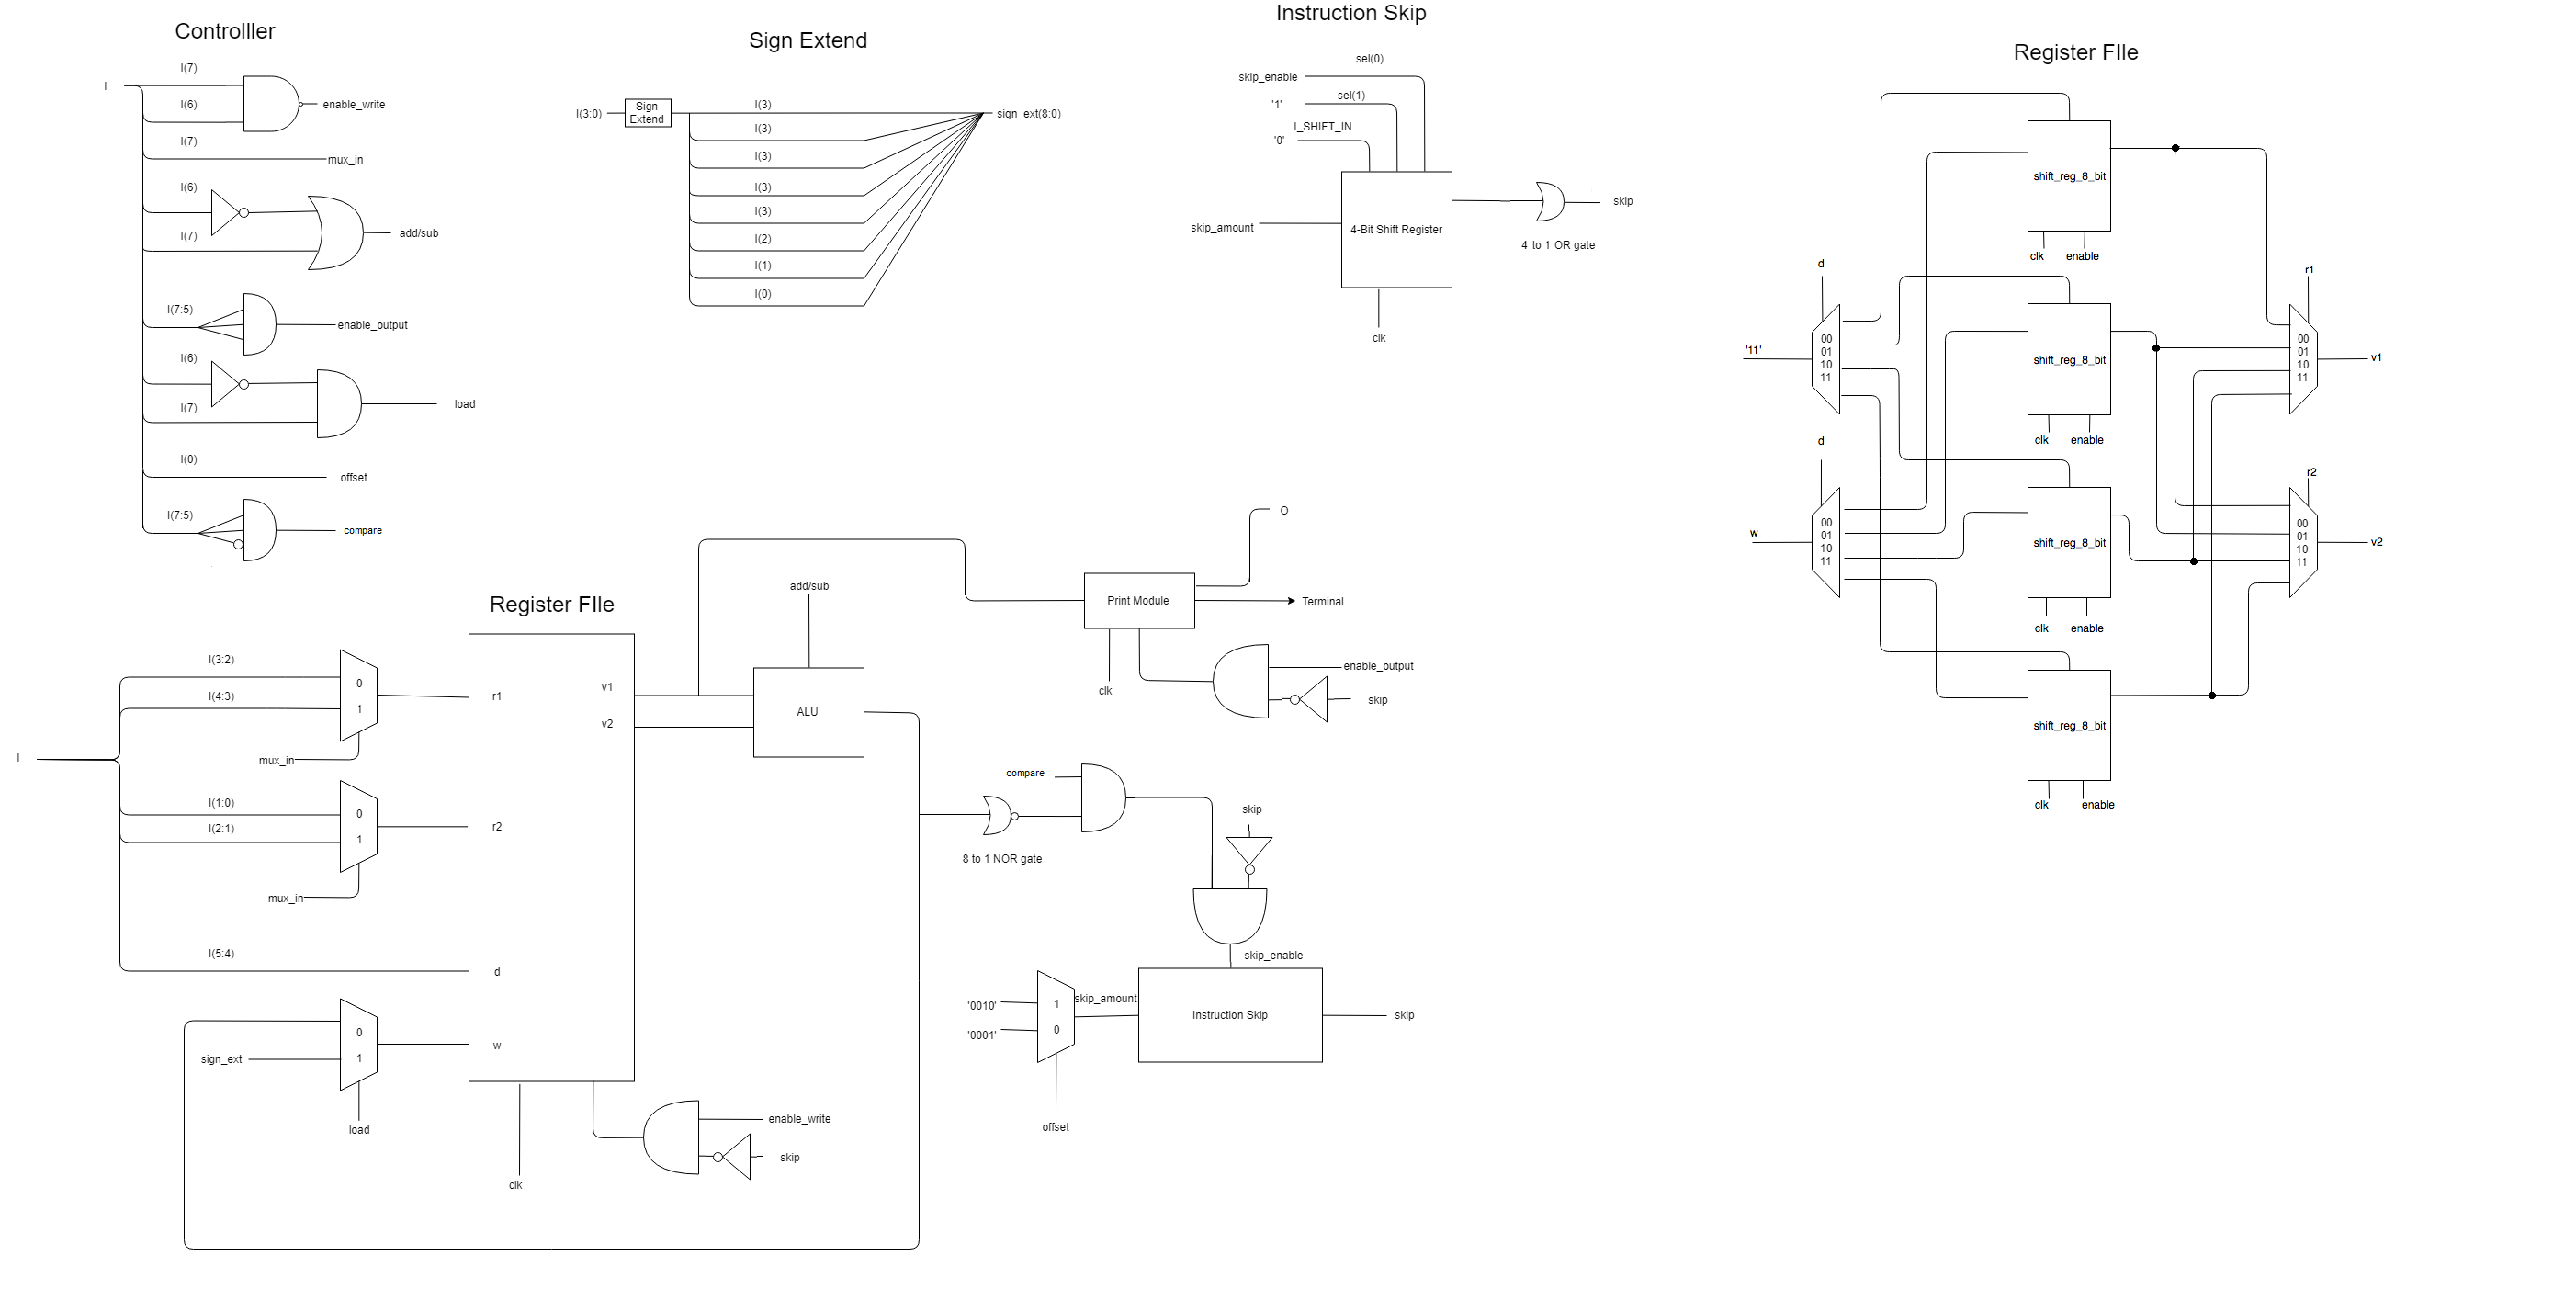 Controlller
I
I(7)
I(6)
enable_write
I(7)
mux_in
I(6)
I(7)
add/sub
I(7:5)
enable_output
I(6)
I(7)
load
I(0)
offset
I(7:5)
compare
Sign Extend
I(3:0)
Sign
Extend
I(3)
I(3)
I(3)
I(3)
I(3)
I(2)
I(1)
I(0)
sign_ext(8:0)
Instruction Skip
sel(0)
skip_enable
sel(1)
'1'
I_SHIFT_IN
'0'
skip_amount
4-Bit Shift Register
clk
skip
4 to 1 OR gate
Register FIle
shift_reg_8_bit
clk
enable
d
'11'
00
01
10
11
shift_reg_8_bit
clk
enable
r1
00
01
10
11
v1
d
w
00
01
10
11
shift_reg_8_bit
clk
enable
r2
00
01
10
11
v2
shift_reg_8_bit
clk
enable
Register FIle
I
I(3:2)
I(4:3)
0
1
mux_in
I(1:0)
I(2:1)
0
1
mux_in
I(5:4)
sign_ext
0
1
load
r1
r2
d
w
v1
v2
clk
enable_write
skip
add/sub
ALU
O
Print Module
Terminal
clk
enable_output
skip
compare
8 to 1 NOR gate
skip
skip_enable
'0010'
'0001'
1
0
skip_amount
offset
Instruction Skip
skip